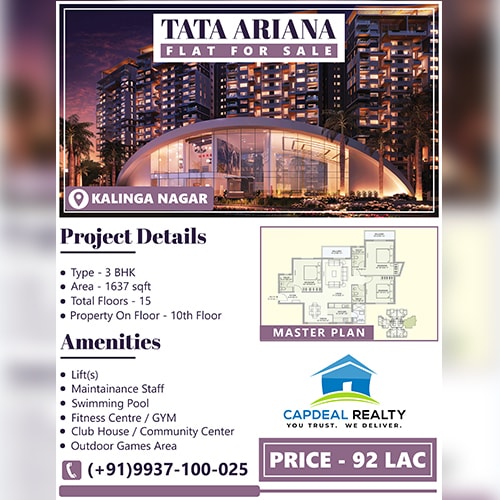 TATA ARIANA
FLAT FOR SALE
KALINGA NAGAR
Project Details
Type - 3 BHK
Area - 1637 sqft
Total Floors - 15
Property On Floor - 10th Floor
MASTER PLAN
Amenities
Lift(s)
Maintainance Staff
Swimming Pool
Fitness Centre / GYM
Club House / Community Center
Outdoor Games Area
CAPDEAL REALTY
YOU TRUST. WE DELIVER.
(+91)9937-100-025
PRICE - 92 LAC